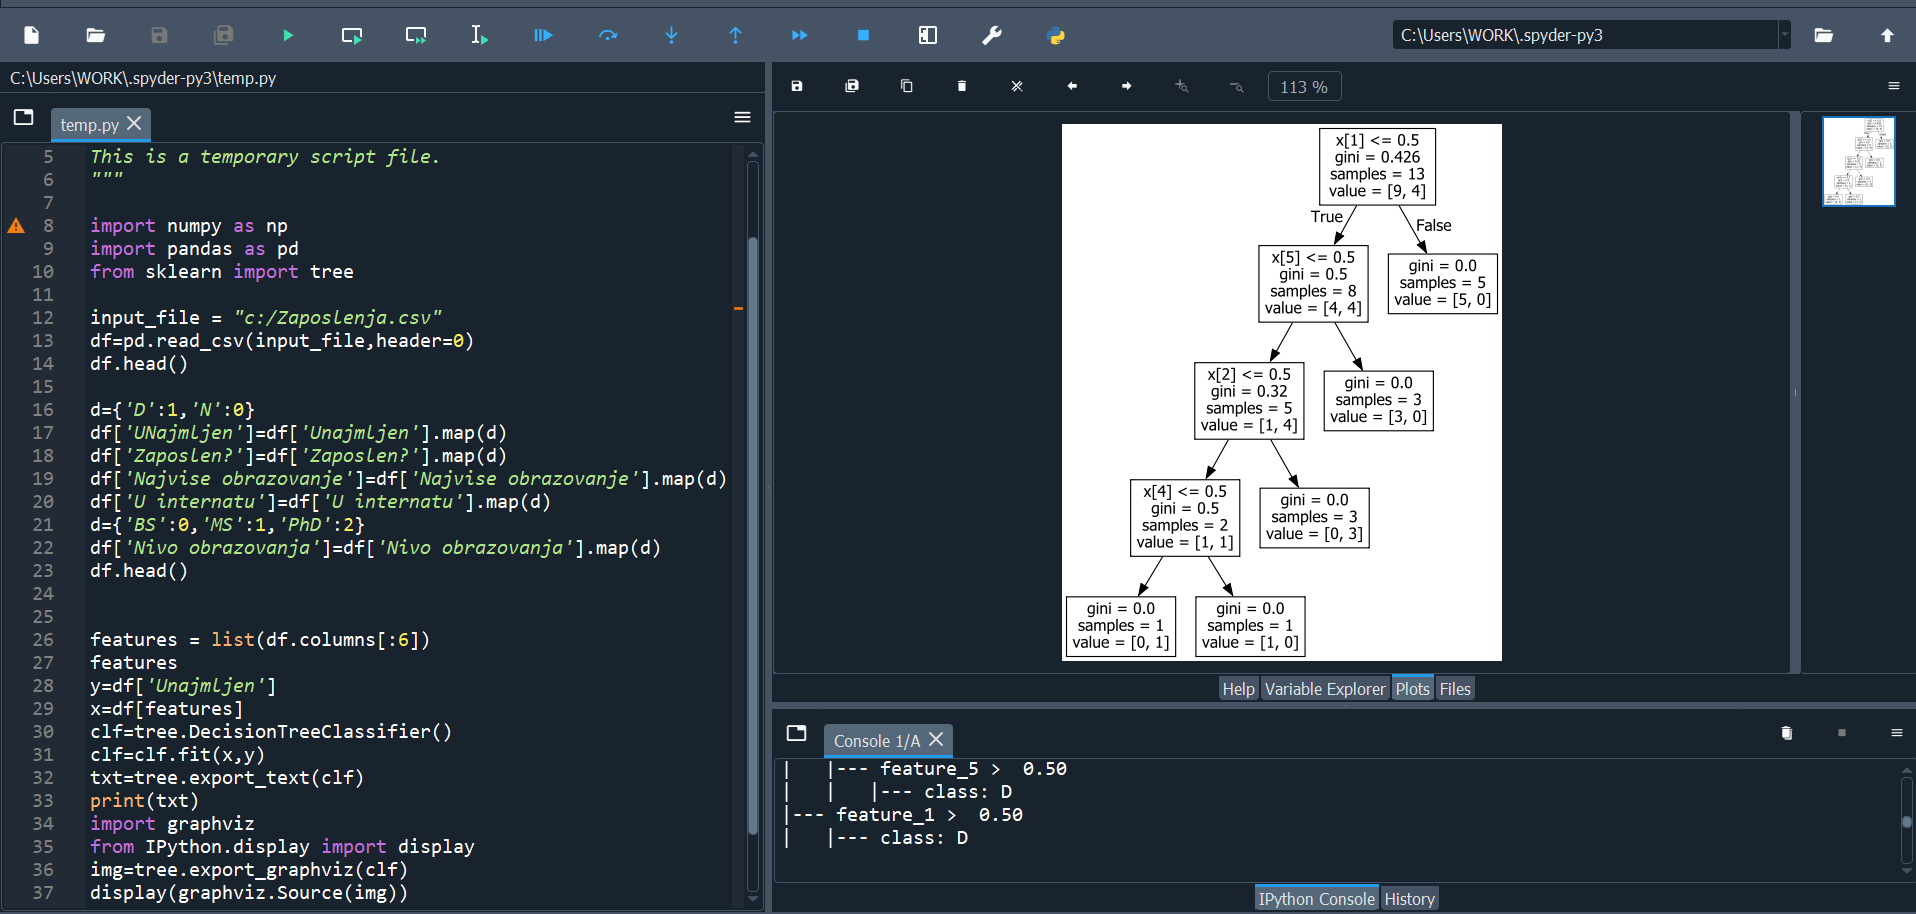 C:\Users\WORK\.spyder-py3
C:\Users\WORK\.spyder-py3\temp.py
temp.py
5 This is a temporary script file.
6 """
7
8 import numpy as np
9 import pandas as pd
10 from sklearn import tree
11
12 input_file = "c:/Zaposlenja.csv"
13 df=pd.read_csv(input_file,header=0)
14 df.head()
15
16 d={'D':1,'N':0}
17 df['UNajmljen']=df['Unajmljen'].map(d)
18 df['Zaposlen?']=df['Zaposlen?'].map(d)
19 df['Najvise obrazovanje']=df['Najvise obrazovanje'].map(d)
20 df['U internatu']=df['U internatu'].map(d)
21 d={'BS':0,'MS':1,'PhD':2}
22 df['Nivo obrazovanja']=df['Nivo obrazovanja'].map(d)
23 df.head()
24
25
26 features = list(df.columns[:6])
27 features
28 y=df['Unajmljen']
29 x=df[features]
30 clf=tree.DecisionTreeClassifier()
31 clf=clf.fit(x,y)
32 txt=tree.export_text(clf)
33 print(txt)
34 import graphviz
35 from IPython.display import display
36 img=tree.export_graphviz(clf)
37 display(graphviz.Source(img))
113 %
x[1] <= 0.5
gini = 0.426
samples = 13
value = [9, 4]
True
False
x[5] <= 0.5
gini = 0.5
samples = 8
value = [4, 4]
gini = 0.0
samples = 5
value = [5, 0]
x[2] <= 0.5
gini = 0.32
samples = 5
value = [1, 4]
gini = 0.0
samples = 3
value = [3, 0]
x[4] <= 0.5
gini = 0.5
samples = 2
value = [1, 1]
gini = 0.0
samples = 3
value = [0, 3]
gini = 0.0
samples = 1
value = [0, 1]
gini = 0.0
samples = 1
value = [1, 0]
Help Variable Explorer Plots Files
Console 1/A
|   |--- feature_5 >  0.50
|   |   |--- class: D
|--- feature_1 >  0.50
|   |--- class: D
IPython Console History